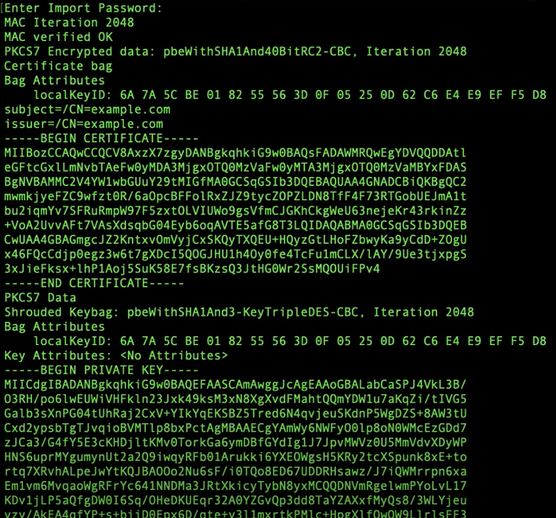 Enter Import Password:
MAC Iteration 2048
MAC verified OK
PKCS7 Encrypted data: pbeWithSHA1And40BitRC2-CBC, Iteration 2048
Certificate bag
Bag Attributes
localKeyID: 6A 7A 5C BE 01 82 55 56 3D 0F 05 25 0D 62 C6 E4 E9 EF F5 D8
subject=/CN=example.com
issuer=/CN=example.com
-----BEGIN CERTIFICATE-----
MIIBozCCAQwCCQCV8AxzX7zgyDANBgkqhkiG9w0BAQsFADAWMRQwEgYDVQQDDAtl
eGFtcGxlLmNvbTAeFw0yMDA3MjgxOTQ0MzVaFw0yMTA3MjgxOTQ0MzVaMBYxFDAS
BgNVBAMMC2V4YW1wbGUuY29tMIGfMA0GCSqGSIb3DQEBAQUAA4GNADCBiQKBgQC2
mwmkjyeFZC9wfzt0R/6aOpcBFFolRxZJZ9tycZOPZLDN8TfF4F73RTGobUEJmA1t
bu2iqmYv7SFRuRmpW97F5zxtOLVIUWo9gsVfmCJGKhCkgWeU63nejeKr43rkinZz
+VoA2UvvAFt7VAsXdsqbG04Eyb6oqAVTE5afG8T3LQIDAQABMA0GCSqGSIb3DQEB
CwUAA4GBAGmgcJZ2KntxvOmVyjCxSKQyTXQEU+HQyzGtLHoFZbwyKa9yCdD+ZOgU
x46FQcCdjp0egz3w6t7gXDcI5QOGJHU1h4Oy0fe4TcFu1mCLX/lAY/9Ue3tjxpgS
3xJieFksx+lhP1Aoj5SuK58E7fsBKzsQ3JtHG0Wr2SsMQOUiFPv4
-----END CERTIFICATE-----
PKCS7 Data
Shrouded Keybag: pbeWithSHA1And3-KeyTripleDES-CBC, Iteration 2048
Bag Attributes
localKeyID: 6A 7A 5C BE 01 82 55 56 3D 0F 05 25 0D 62 C6 E4 E9 EF F5 D8
Key Attributes: <No Attributes>
-----BEGIN PRIVATE KEY-----
MIICdgIBADANBgkqhkiG9w0BAQEFAASCAmAwggJcAgEAAoGBALabCaSPJ4VkL3B/
O3RH/po6lwEUWiVHFkln23Jxk49ksM3xN8XgXvdFMahtQQmYDW1u7aKqZi/tIVG5
Galb3sXnPG04tUhRaj2CxV+YIkYqEKSBZ5Tred6N4qvjeuSKdnP5WgDZS+8AW3tU
Cxd2ypsbTgTJvqioBVMTlp8bxPctAgMBAAECgYAmWy6NWFyO0lp8oN0WMcEzGDd7
zJCa3/G4fY5E3cKHDjltKMv0TorkGa6ymDBfGYdIg1J7JpvMWVz0U5MmVdvXDyWP
HNS6uprMYgumynUt2a2Q9iwqyRFb01Arukki6YXEOWgsH5KRy2tcXSpunk8xE+to
rtq7XRvhALpeJwYtKQJBAOOo2Nu6sF/i0TQo8ED67UDDRHsawz/J7iQWMrrpn6xa
Em1vm6MvqaoWgRFrYc641NNDMa3JRtXkicyTybN8yxMCQQDNVmRgelwmPYoLvL17
KDv1jLP5aQfgDW0I6Sq/OHeDKUEqr32A0YZGvQp3dd8TaYZAXxfMyQs8/3WLYjeu